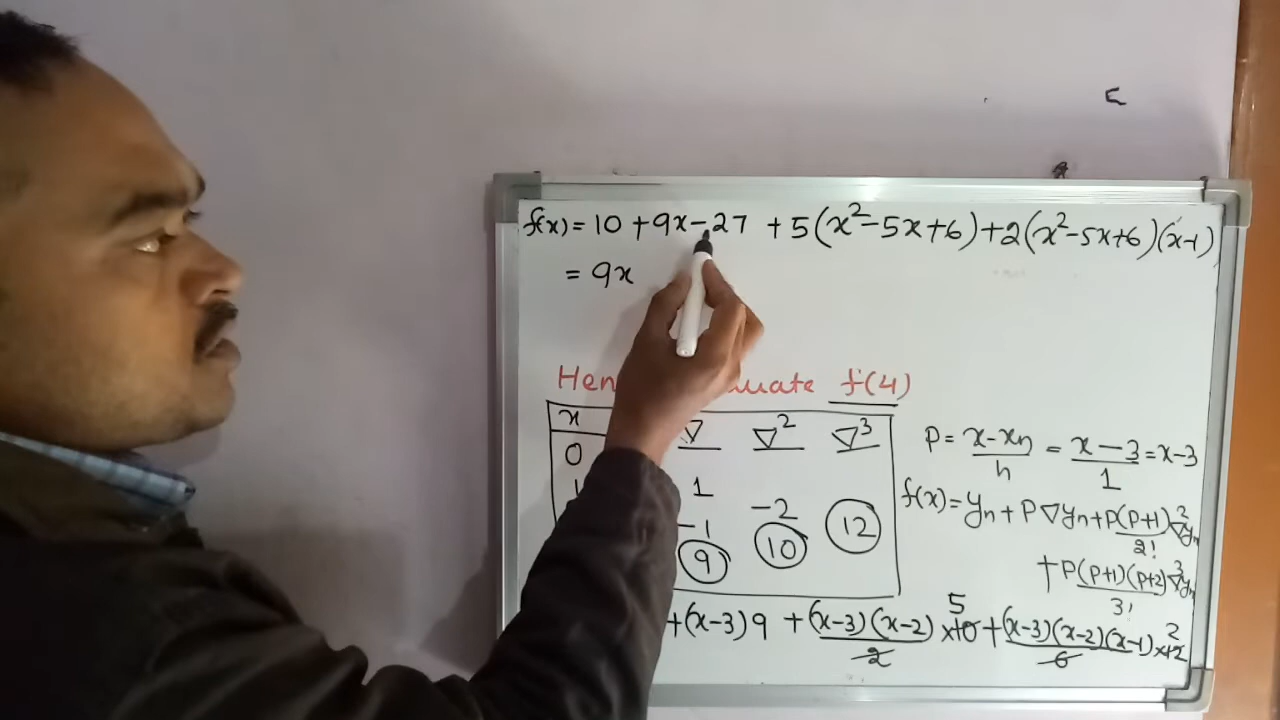 f(x) = 10 + 9x - 27 + 5(x² - 5x + 6) + 2(x² - 5x + 6)(x - 1)
= 9x
f(4)
x ∇ ∇² ∇³
0
1
-2
-1 12
9 10
P = (x - xn)/h = (x - 3)/1 = x - 3
f(x) = yn + P∇yn + P(P+1)/2! ∇²yn
+ P(P+1)(P+2)/3! ∇³yn
+ (x-3)9 + (x-3)(x-2)/2 × 10 5 + (x-3)(x-2)(x-1)/6 × 12 2